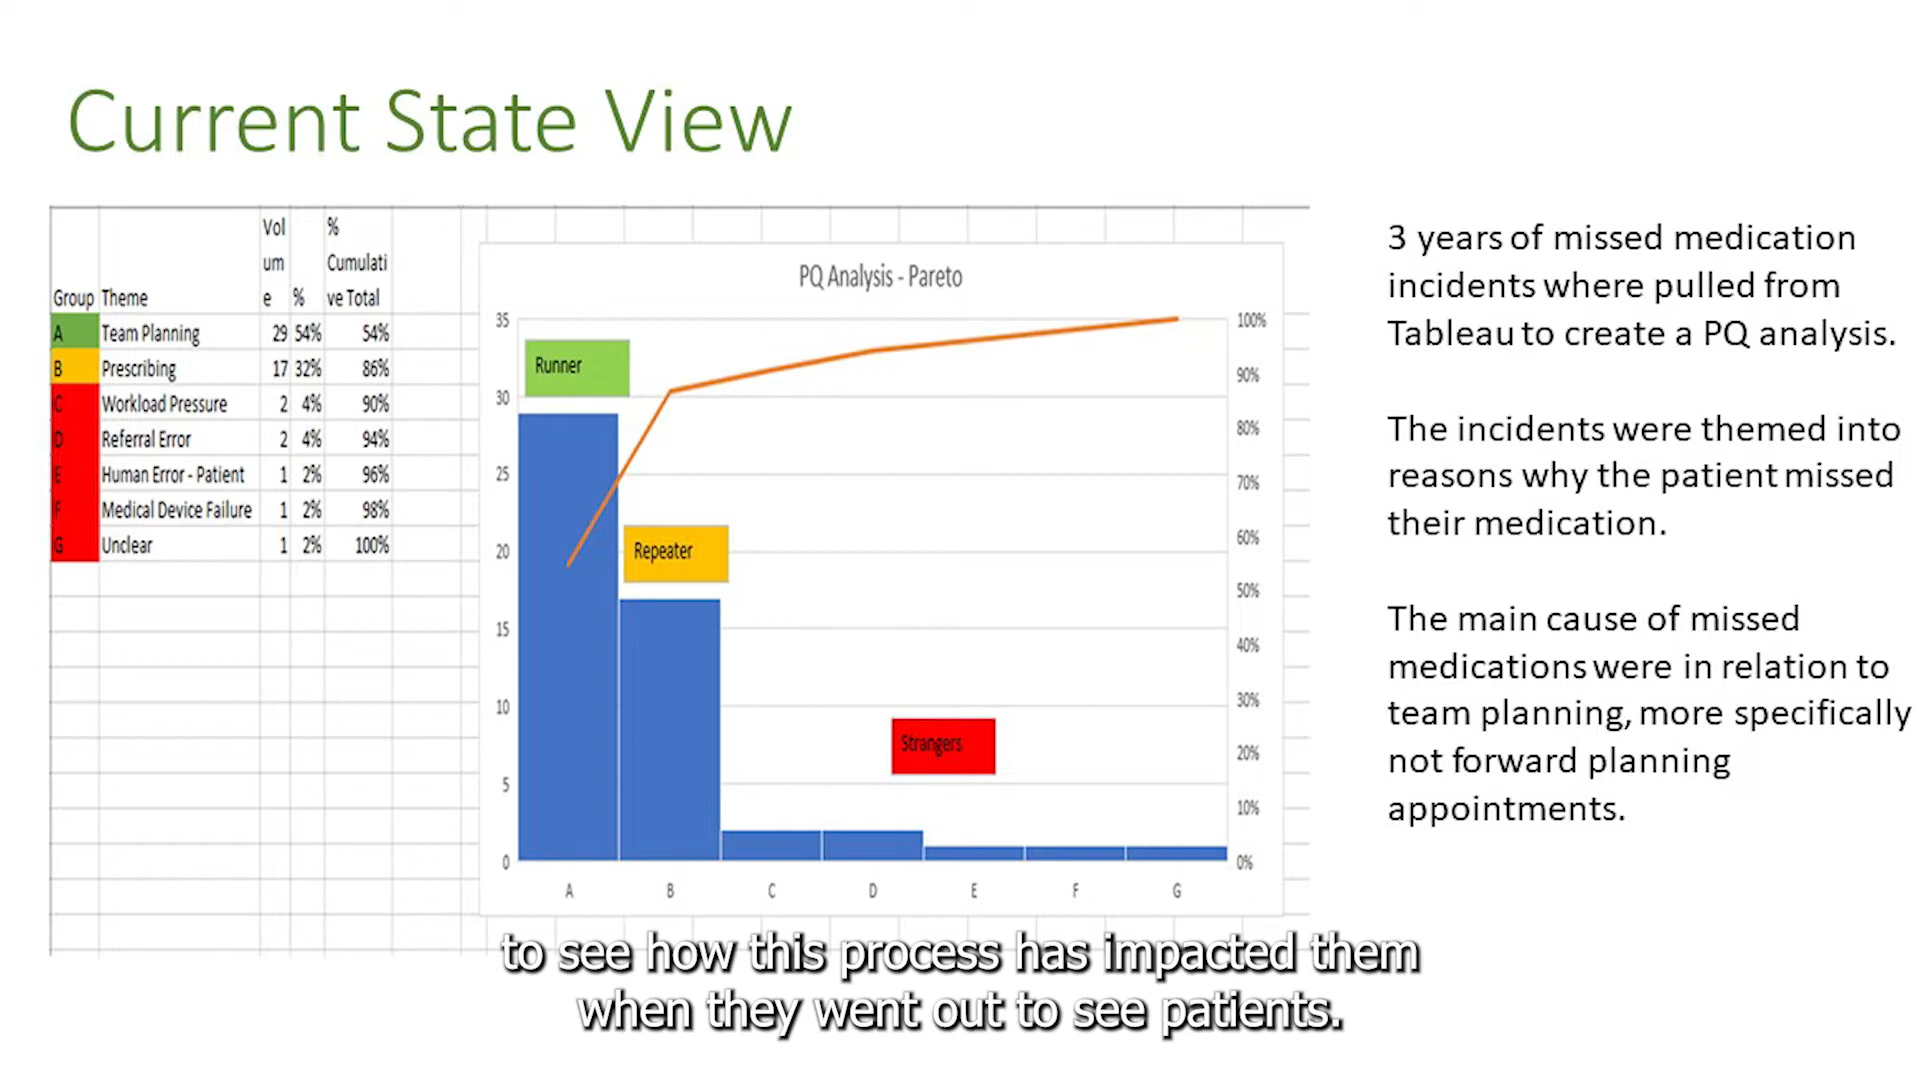 Current State View
Vol
um
e
%
Cumulati
ve Total
Group Theme %
A Team Planning 29 54% 54%
B Prescribing 17 32% 86%
C Workload Pressure 2 4% 90%
D Referral Error 2 4% 94%
E Human Error - Patient 1 2% 96%
F Medical Device Failure 1 2% 98%
G Unclear 1 2% 100%
PQ Analysis - Pareto
35
30
25
20
15
10
5
0
Runner
Repeater
Strangers
100%
90%
80%
70%
60%
50%
40%
30%
20%
10%
0%
A B C D E F G
3 years of missed medication
incidents where pulled from
Tableau to create a PQ analysis.
The incidents were themed into
reasons why the patient missed
their medication.
The main cause of missed
medications were in relation to
team planning, more specifically
not forward planning
appointments.
to see how this process has impacted them
when they went out to see patients.